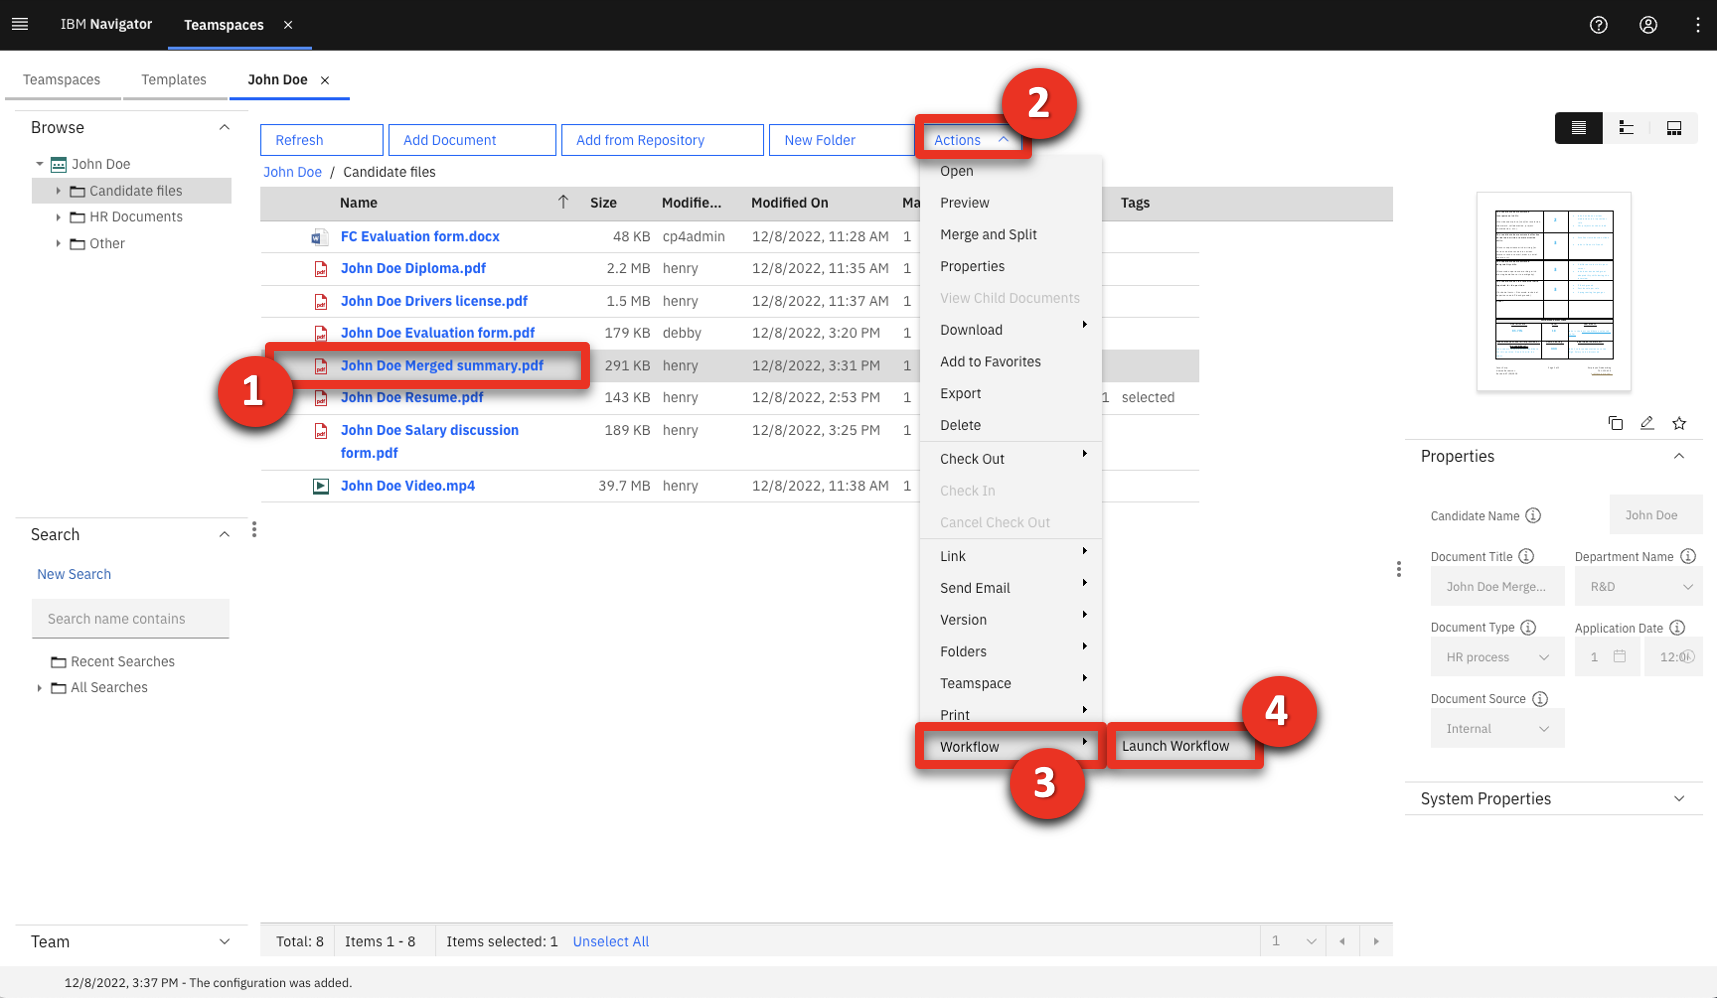 IBM Navigator
Teamspaces
Teamspaces
Templates
John Doe
Browse
John Doe
Candidate files
HR Documents
Other
Search
New Search
Search name contains
Recent Searches
All Searches
Team
Refresh
Add Document
Add from Repository
New Folder
Actions
2
John Doe / Candidate files
Name Size Modifie... Modified On Ma Tags
FC Evaluation form.docx 48 KB cp4admin 12/8/2022, 11:28 AM 1
John Doe Diploma.pdf 2.2 MB henry 12/8/2022, 11:35 AM 1
John Doe Drivers license.pdf 1.5 MB henry 12/8/2022, 11:37 AM 1
John Doe Evaluation form.pdf 179 KB debby 12/8/2022, 3:20 PM 1
1
John Doe Merged summary.pdf 291 KB henry 12/8/2022, 3:31 PM 1
John Doe Resume.pdf 143 KB henry 12/8/2022, 2:53 PM 1 1 selected
John Doe Salary discussion 189 KB henry 12/8/2022, 3:25 PM 1
form.pdf
John Doe Video.mp4 39.7 MB henry 12/8/2022, 11:38 AM 1
Open
Preview
Merge and Split
Properties
View Child Documents
Download
Add to Favorites
Export
Delete
Check Out
Check In
Cancel Check Out
Link
Send Email
Version
Folders
Teamspace
Print
Workflow
3
Launch Workflow
4
Properties
Candidate Name
John Doe
Document Title Department Name
John Doe Merge... R&D
Document Type Application Date
HR process 1 12:0
Document Source
Internal
System Properties
Total: 8 Items 1 - 8 Items selected: 1 Unselect All
1
12/8/2022, 3:37 PM - The configuration was added.